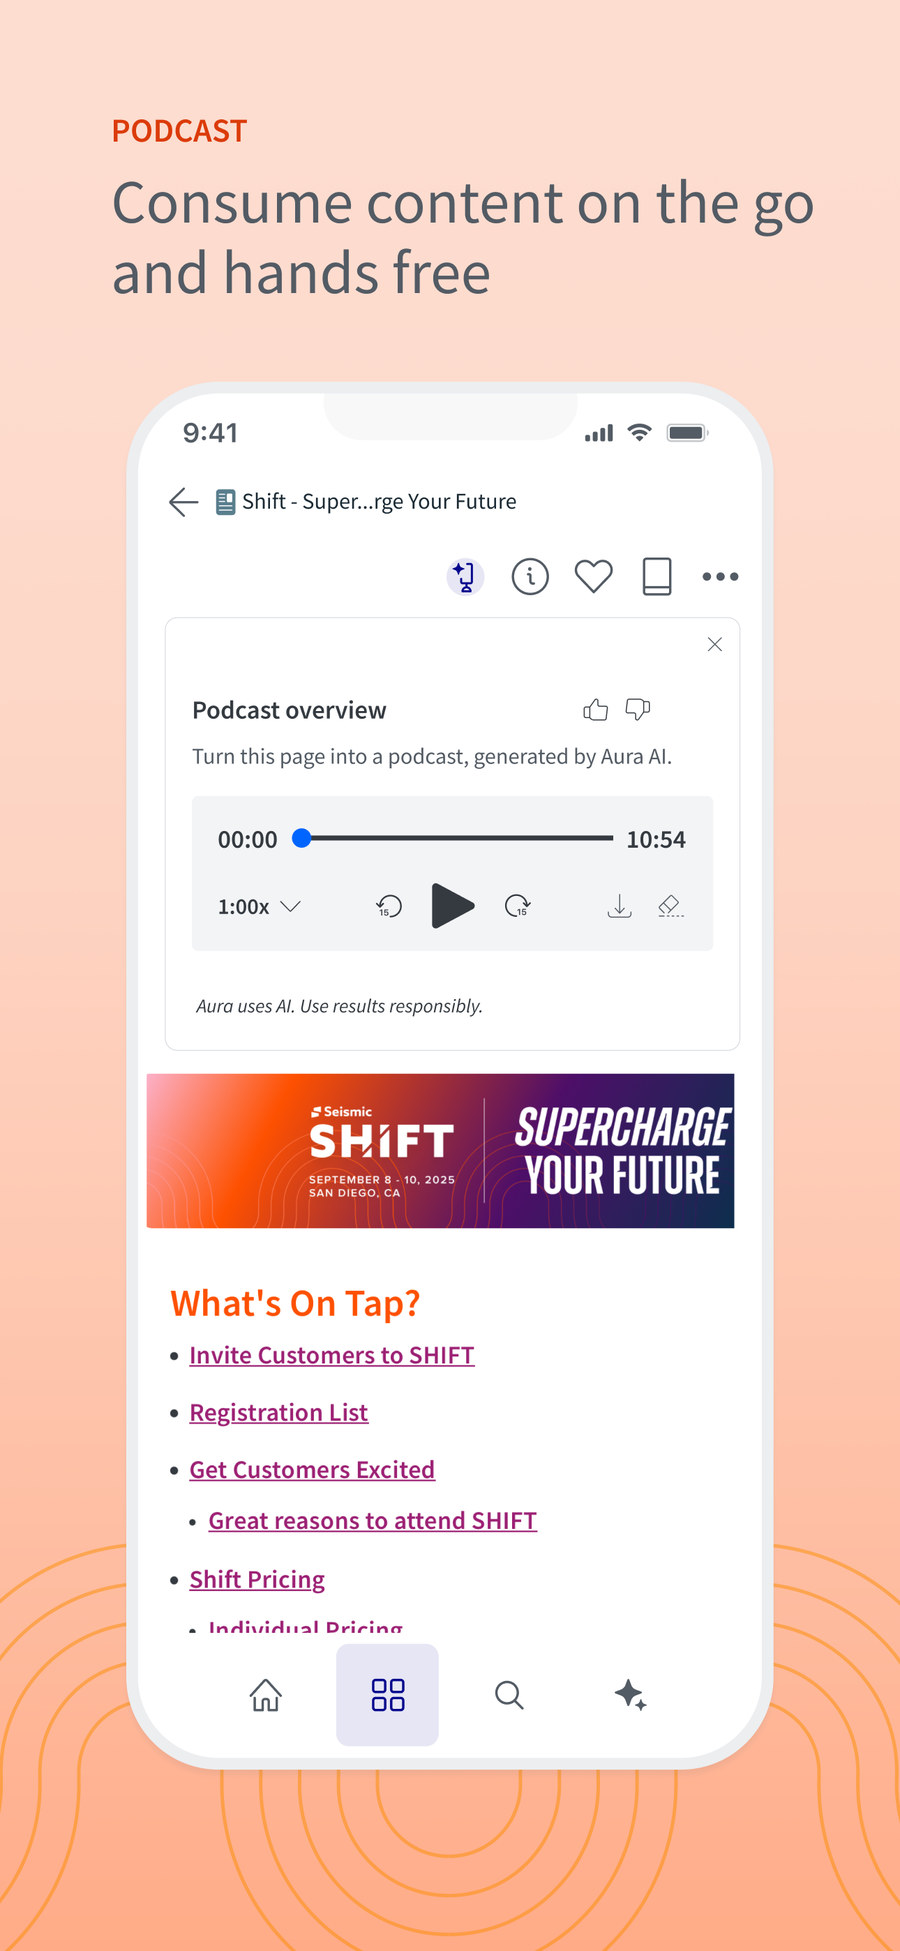 PODCAST
Consume content on the go
and hands free
9:41
Shift - Super...rge Your Future
Podcast overview
Turn this page into a podcast, generated by Aura AI.
00:00
10:54
1:00x
15
15
Aura uses AI. Use results responsibly.
Seismic
SHIFT
SEPTEMBER 8 - 10, 2025
SAN DIEGO, CA
SUPERCHARGE
YOUR FUTURE
What's On Tap?
• Invite Customers to SHIFT
• Registration List
• Get Customers Excited
• Great reasons to attend SHIFT
• Shift Pricing
• Individual Pricing